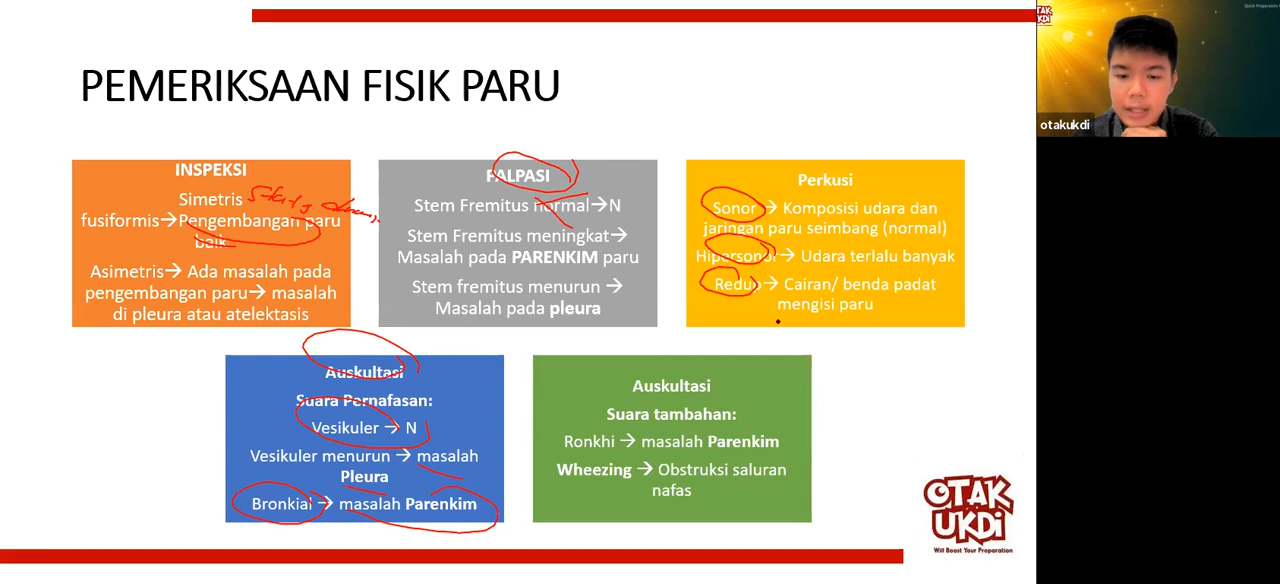 PEMERIKSAAN FISIK PARU
INSPEKSI
Simetris
fusiformis→Pengembangan paru
baik
Asimetris→ Ada masalah pada
pengembangan paru→ masalah
di pleura atau atelektasis
PALPASI
Stem Fremitus normal→N
Stem Fremitus meningkat→
Masalah pada PARENKIM paru
Stem fremitus menurun →
Masalah pada pleura
Perkusi
Sonor → Komposisi udara dan
jaringan paru seimbang (normal)
Hipersonor → Udara terlalu banyak
Redup → Cairan/ benda padat
mengisi paru
Auskultasi
Suara Pernafasan:
Vesikuler → N
Vesikuler menurun → masalah
Pleura
Bronkial → masalah Parenkim
Auskultasi
Suara tambahan:
Ronkhi → masalah Parenkim
Wheezing → Obstruksi saluran
nafas
OTAK
UKDI
Will Boost Your Preparation
OTAK
UKDI
otakukdi